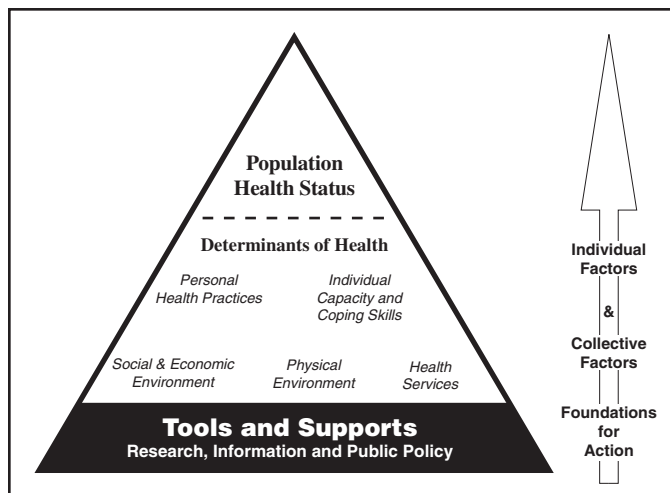 Population
Health Status
Determinants of Health
Personal
Health Practices
Individual
Capacity and
Coping Skills
Social & Economic
Environment
Physical
Environment
Health
Services
Tools and Supports
Research, Information and Public Policy
Individual
Factors
&
Collective
Factors
Foundations
for
Action